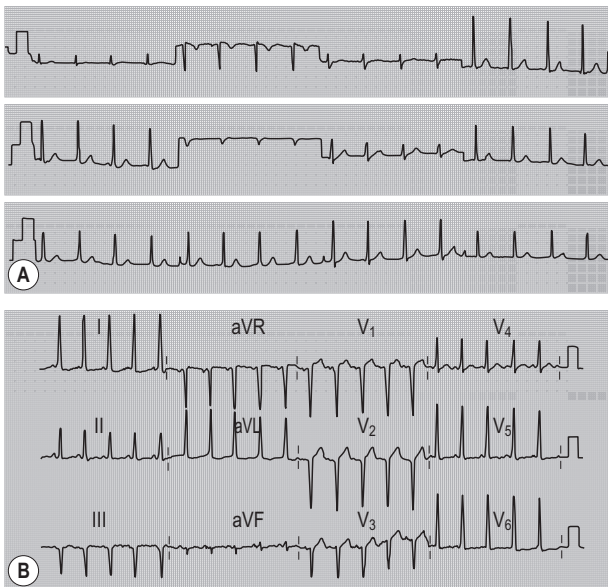 A
I aVR V₁ V₄
II aVL V₂ V₅
III aVF V₃ V₆
B